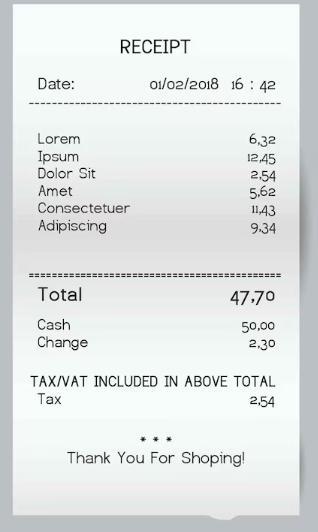 RECEIPT
Date: 01/02/2018 16 : 42
Lorem 6,32
Ipsum 12,45
Dolor Sit 2,54
Amet 5,62
Consectetuer 11,43
Adipiscing 9,34
Total 47,70
Cash 50,00
Change 2,30
TAX/VAT INCLUDED IN ABOVE TOTAL
Tax 2,54
* * *
Thank You For Shoping!